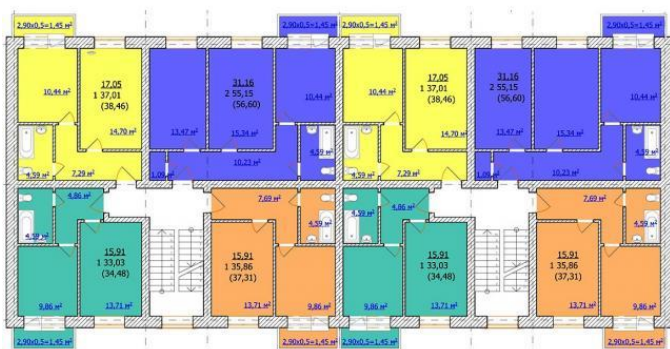 2,90x0,5=1,45 м²
2,90x0,5=1,45 м²
2,90x0,5=1,45 м²
2,90x0,5=1,45 м²
10,44 м²
17.05
1 37,01
(38,46)
14,70 м²
13,47 м²
31.16
2 55,15
(56,60)
15,34 м²
10,44 м²
10,44 м²
17.05
1 37,01
(38,46)
14,70 м²
31.16
2 55,15
(56,60)
13,47 м²
15,34 м²
10,44 м²
4,59 м²
7,29 м²
1,09 м²
10,23 м²
4,59 м²
4,59 м²
7,29 м²
1,09 м²
10,23 м²
4,59 м²
4,59 м²
4,86 м²
7,69 м²
4,59 м²
4,59 м²
4,86 м²
7,69 м²
4,59 м²
9,86 м²
15.91
1 33,03
(34,48)
13,71 м²
15.91
1 35,86
(37,31)
13,71 м²
9,86 м²
9,86 м²
15.91
1 33,03
(34,48)
13,71 м²
15.91
1 35,86
(37,31)
13,71 м²
9,86 м²
2,90x0,5=1,45 м²
2,90x0,5=1,45 м²
2,90x0,5=1,45 м²
2,90x0,5=1,45 м²